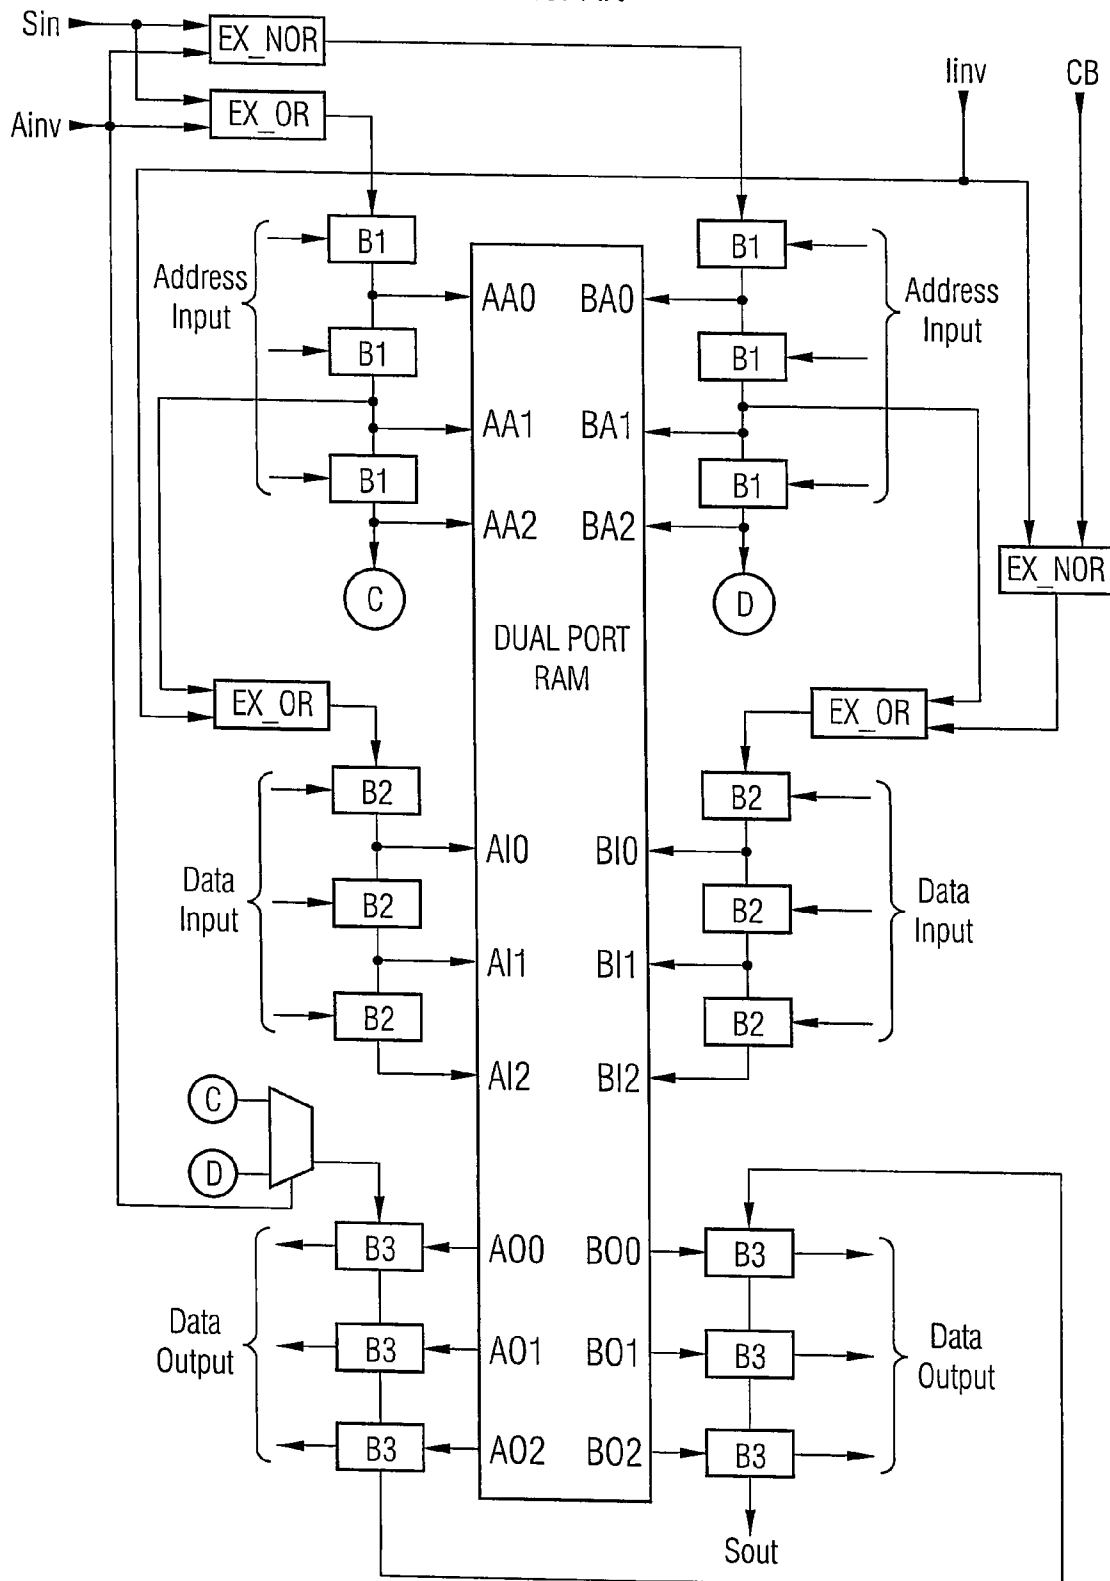 Sin
EX_NOR
Iinv
CB
Ainv
EX_OR
B1
B1
Address
Input
AA0
BA0
Address
Input
B1
B1
AA1
BA1
B1
B1
AA2
BA2
EX_NOR
C
D
DUAL PORT
RAM
EX_OR
EX_OR
B2
B2
AI0
BI0
Data
Input
B2
B2
Data
Input
AI1
BI1
B2
B2
AI2
BI2
C
D
B3
AO0
BO0
B3
Data
Output
B3
AO1
BO1
B3
Data
Output
B3
AO2
BO2
B3
Sout